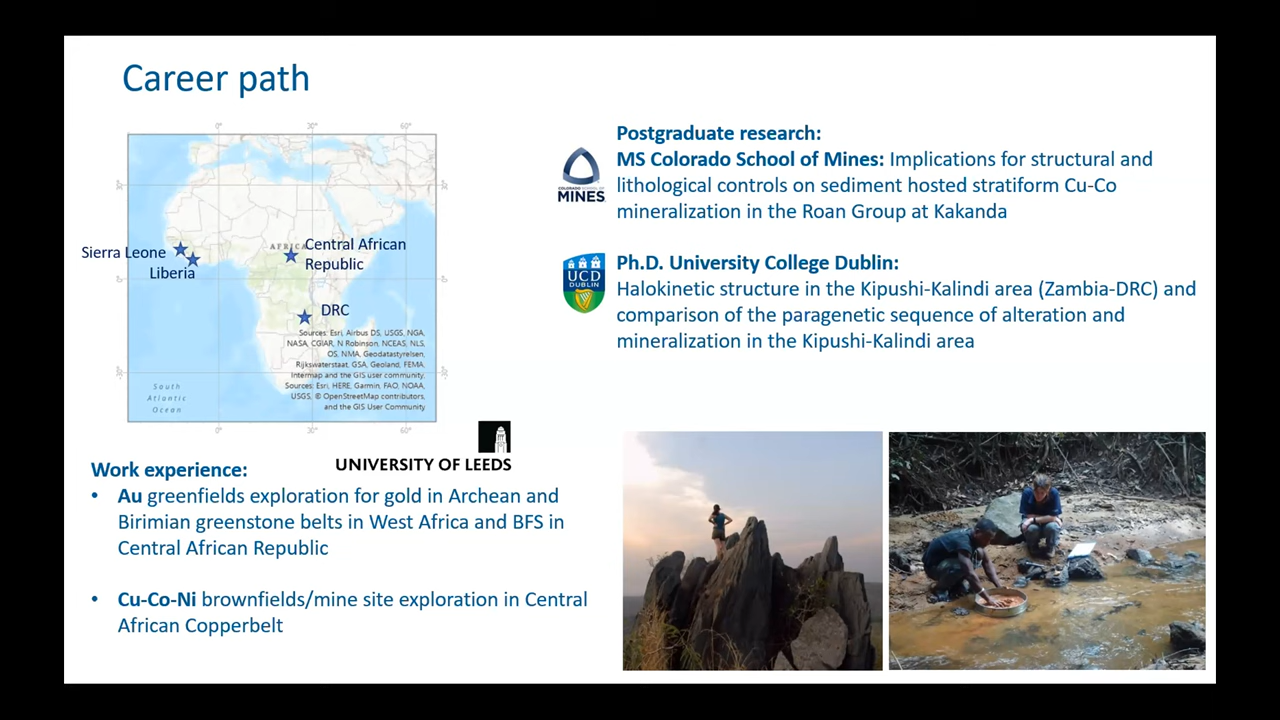 Career path
0°
30°
60°
AFRICA
Sierra Leone
Liberia
Central African
Republic
DRC
Sources: Esri, Airbus DS, USGS, NGA,
NASA, CGIAR, N Robinson, NCEAS, NLS,
OS, NMA, Geodatastyrelsen,
Rijkswaterstaat, GSA, Geoland, FEMA,
Intermap and the GIS user community,
Sources: Esri, HERE, Garmin, FAO, NOAA,
USGS, © OpenStreetMap contributors,
and the GIS User Community
South
Atlantic
Ocean
0°
30°
60°
UNIVERSITY OF LEEDS
Work experience:
• Au greenfields exploration for gold in Archean and
Birimian greenstone belts in West Africa and BFS in
Central African Republic
• Cu-Co-Ni brownfields/mine site exploration in Central
African Copperbelt
Postgraduate research:
COLORADO SCHOOL OF
MINES
MS Colorado School of Mines: Implications for structural and
lithological controls on sediment hosted stratiform Cu-Co
mineralization in the Roan Group at Kakanda
UCD
DUBLIN
Ph.D. University College Dublin:
Halokinetic structure in the Kipushi-Kalindi area (Zambia-DRC) and
comparison of the paragenetic sequence of alteration and
mineralization in the Kipushi-Kalindi area